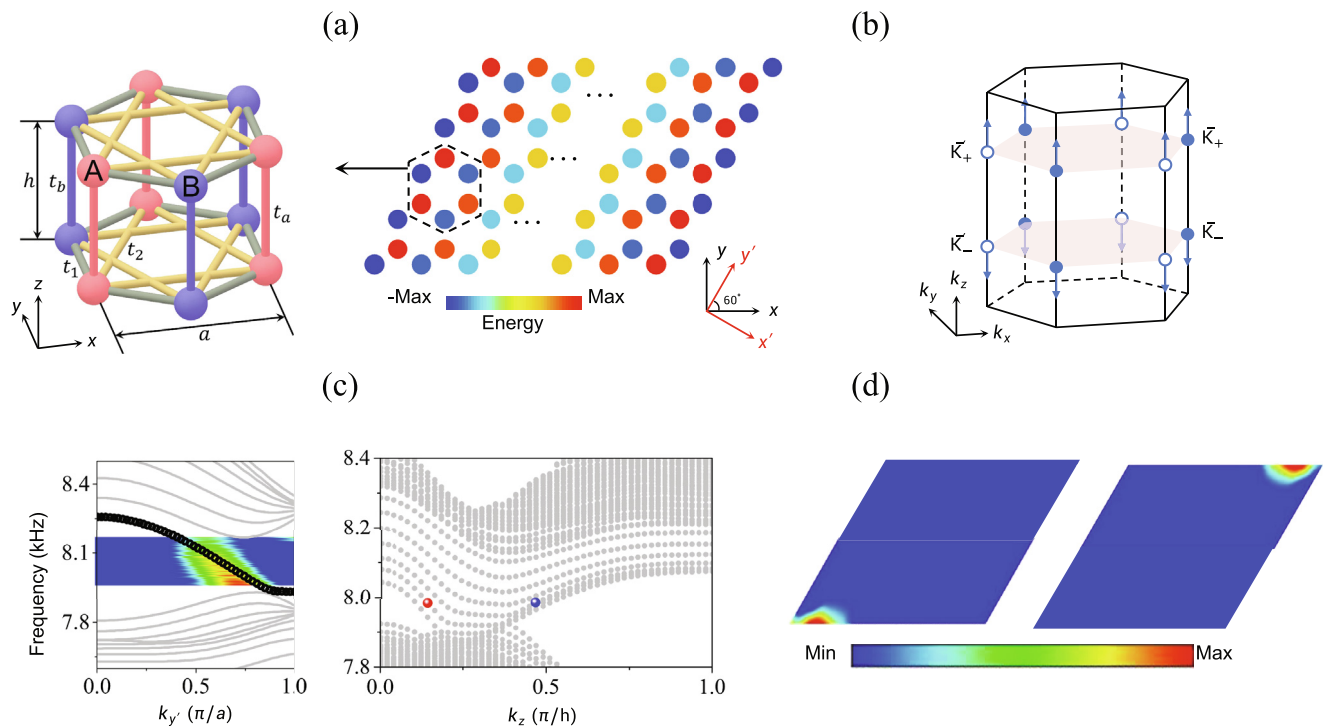 (a)
(b)
h
t_b
A
B
t_a
t_1
t_2
z
y
x
a
...
...
...
-Max
Max
Energy
y
y′
60°
x
x′
K̄′₊
K̄₊
K̄′₋
K̄₋
k_y
k_z
k_x
(c)
(d)
Frequency (kHz)
8.4
8.1
7.8
0.0
0.5
1.0
k_y′ (π/a)
8.4
8.2
8.0
7.8
0.0
0.5
1.0
k_z (π/h)
Min
Max